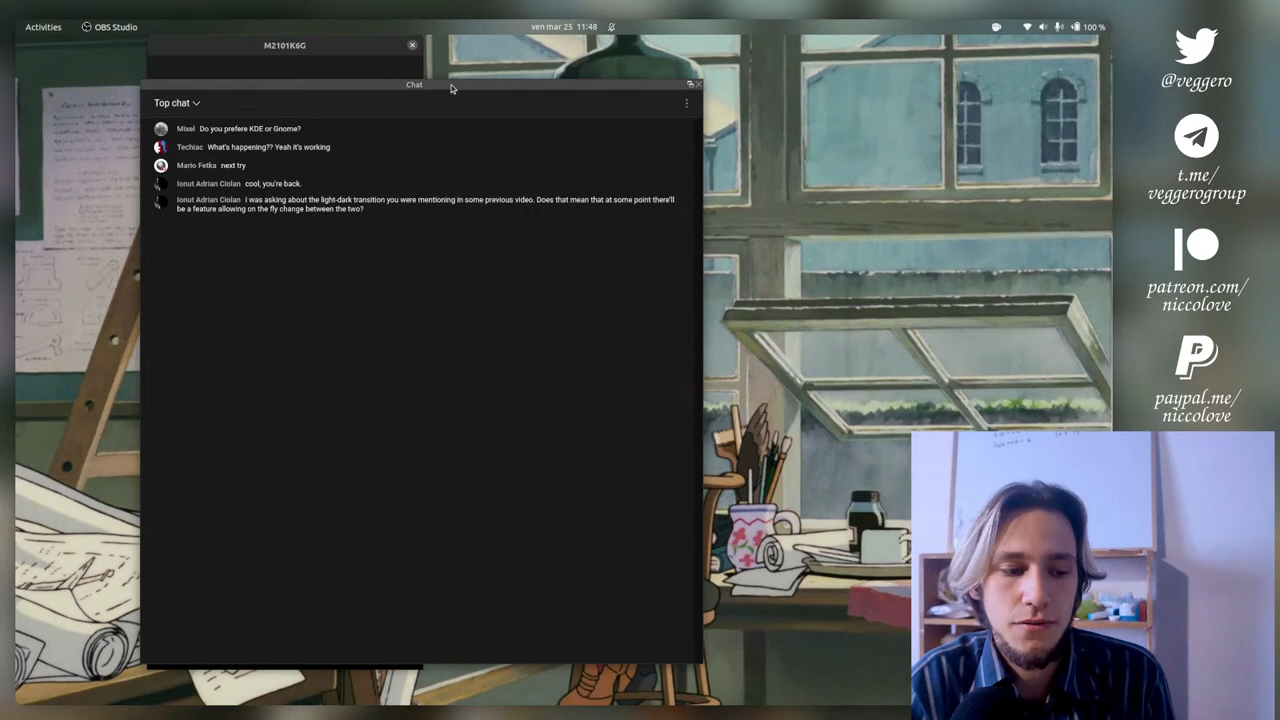 Activities
OBS Studio
ven mar 25 11:48
100 %
M2101K6G
Chat
Top chat
Mixel Do you prefere KDE or Gnome?
Techiac What's happening?? Yeah it's working
Mario Fetka next try
Ionut Adrian Ciolan cool, you're back.
Ionut Adrian Ciolan I was asking about the light-dark transition you were mentioning in some previous video. Does that mean that at some point there'll
be a feature allowing on the fly change between the two?
@veggero
t.me/
veggerogroup
patreon.com/
niccolove
paypal.me/
niccolove